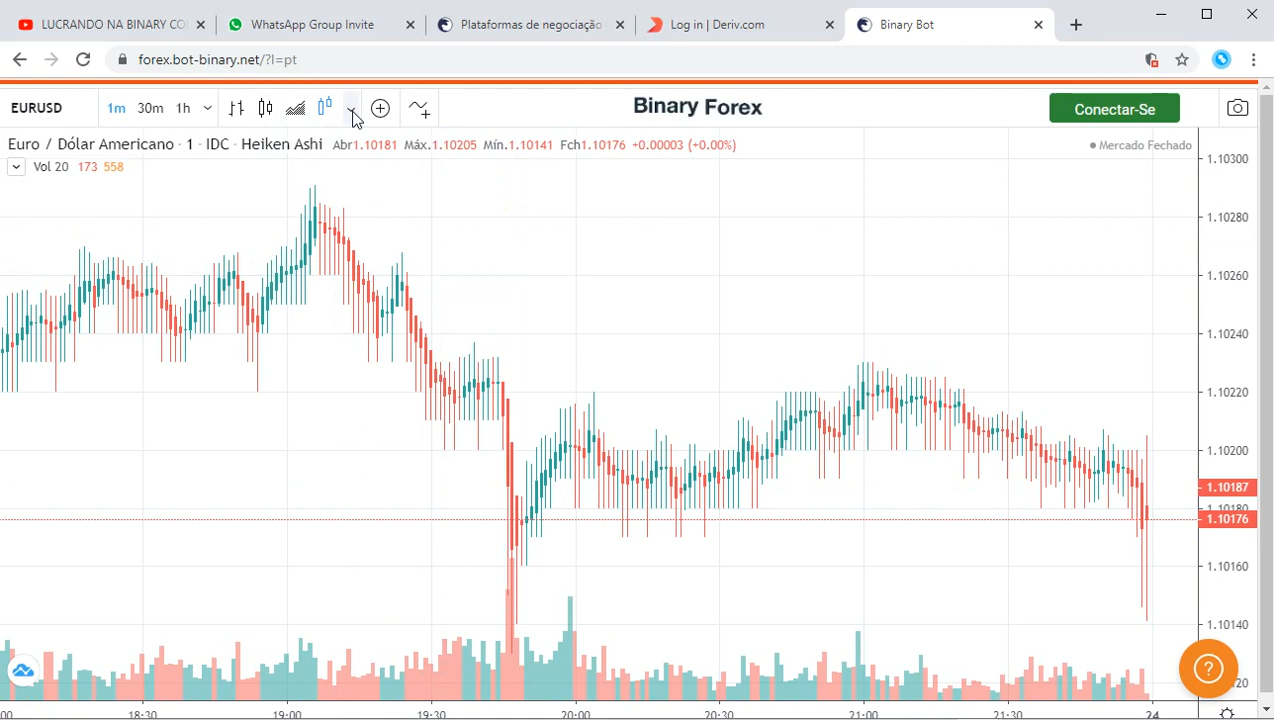 LUCRANDO NA BINARY CO
WhatsApp Group Invite
Plataformas de negociação
Log in | Deriv.com
Binary Bot
forex.bot-binary.net/?l=pt
EURUSD 1m 30m 1h
Binary Forex
Conectar-Se
Euro / Dólar Americano · 1 · IDC · Heiken Ashi Abr1.10181 Máx.1.10205 Mín.1.10141 Fch1.10176 +0.00003 (+0.00%)
Mercado Fechado
Vol 20 173 558
1.10300
1.10280
1.10260
1.10240
1.10220
1.10200
1.10187
1.10180
1.10176
1.10160
1.10140
?
18:30 19:00 19:30 20:00 20:30 21:00 21:30 24